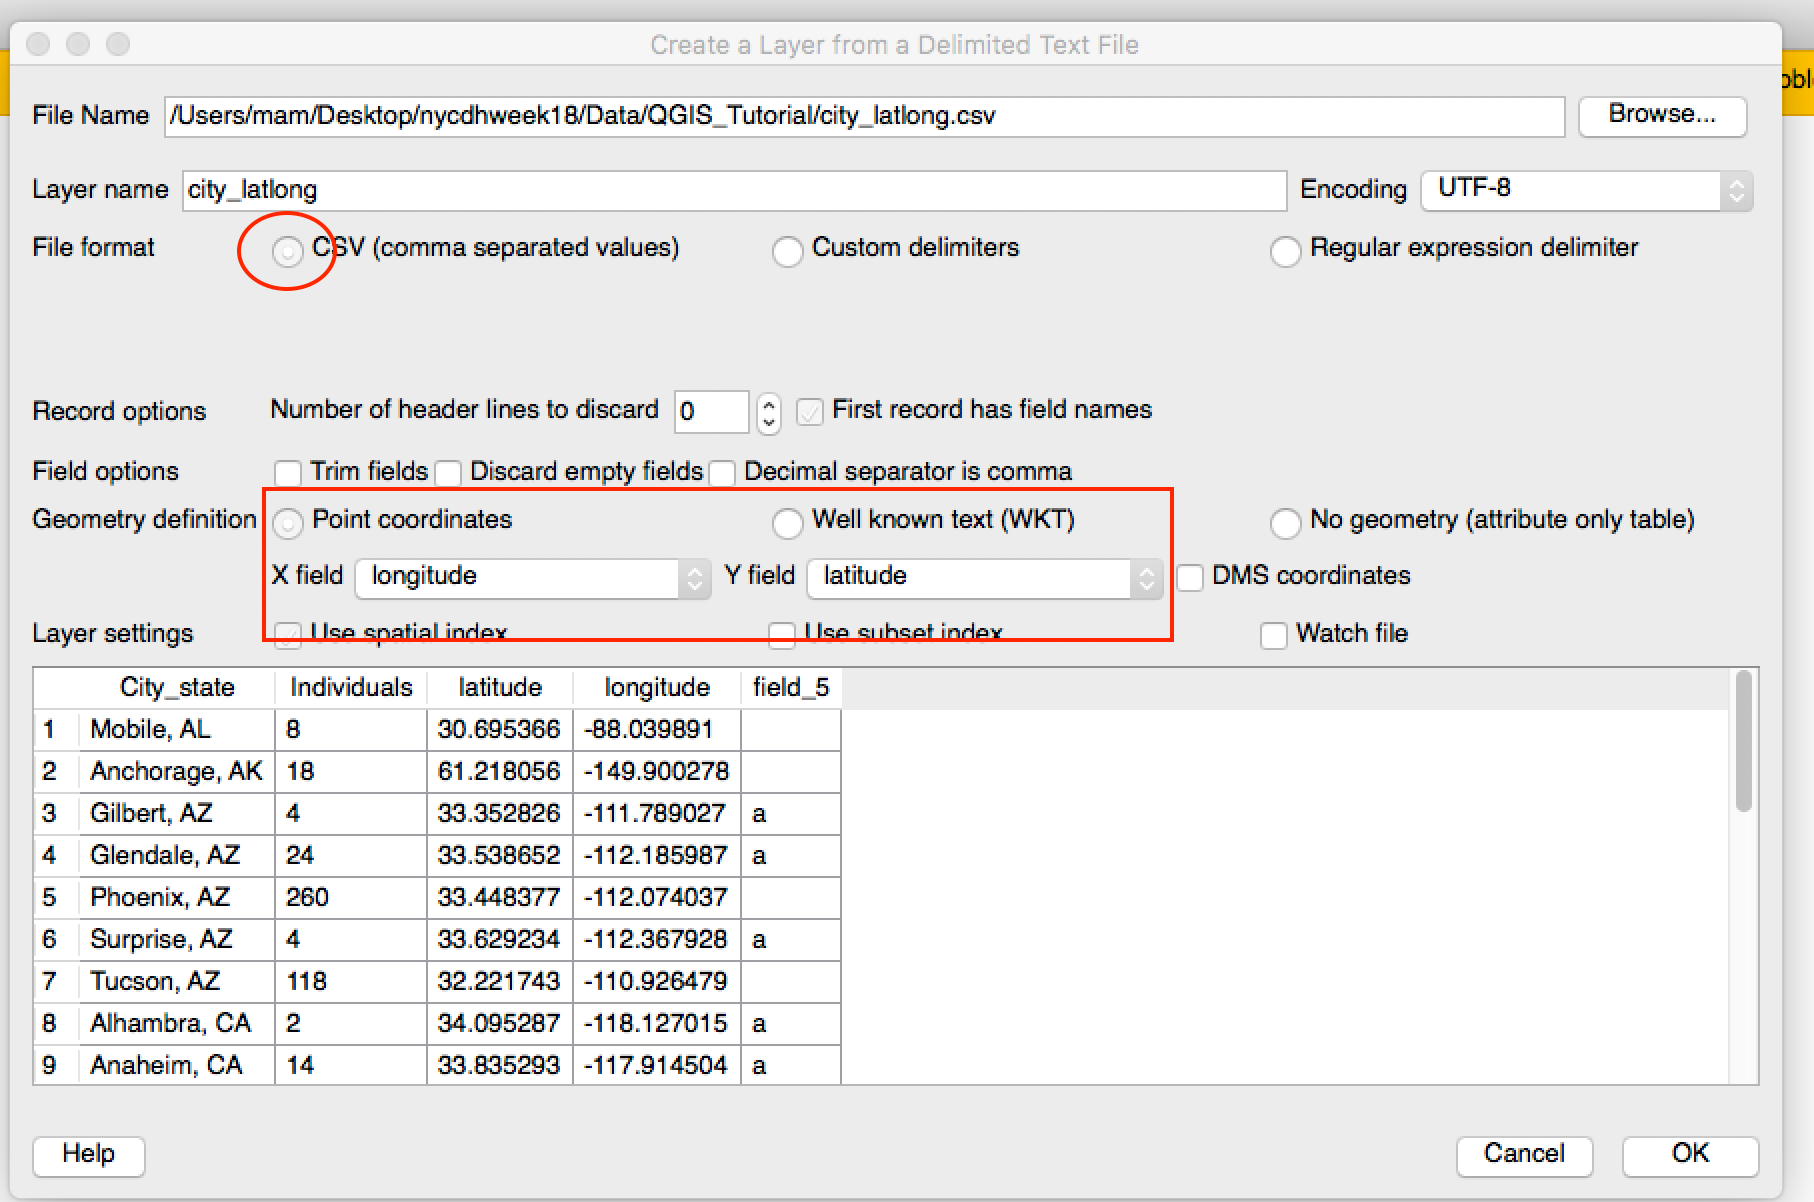 Create a Layer from a Delimited Text File
File Name /Users/mam/Desktop/nycdhweek18/Data/QGIS_Tutorial/city_latlong.csv Browse...
Layer name city_latlong Encoding UTF-8
File format CSV (comma separated values) Custom delimiters Regular expression delimiter
Record options Number of header lines to discard 0 First record has field names
Field options Trim fields Discard empty fields Decimal separator is comma
Geometry definition Point coordinates Well known text (WKT) No geometry (attribute only table)
X field longitude Y field latitude DMS coordinates
Layer settings Use spatial index Use subset index Watch file
City_state Individuals latitude longitude field_5
1 Mobile, AL 8 30.695366 -88.039891
2 Anchorage, AK 18 61.218056 -149.900278
3 Gilbert, AZ 4 33.352826 -111.789027 a
4 Glendale, AZ 24 33.538652 -112.185987 a
5 Phoenix, AZ 260 33.448377 -112.074037
6 Surprise, AZ 4 33.629234 -112.367928 a
7 Tucson, AZ 118 32.221743 -110.926479
8 Alhambra, CA 2 34.095287 -118.127015 a
9 Anaheim, CA 14 33.835293 -117.914504 a
Help Cancel OK